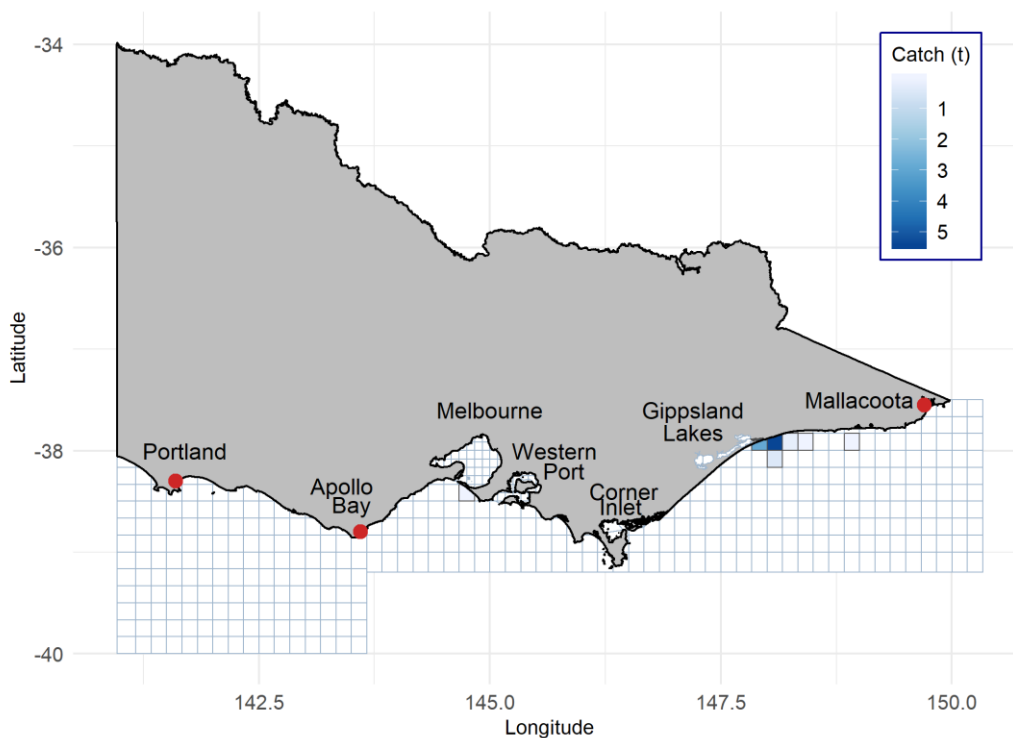 Catch (t)
1
2
3
4
5
-34
-36
-38
-40
Latitude
Portland
Apollo
Bay
Melbourne
Western
Port
Corner
Inlet
Gippsland
Lakes
Mallacoota
142.5
145.0
147.5
150.0
Longitude